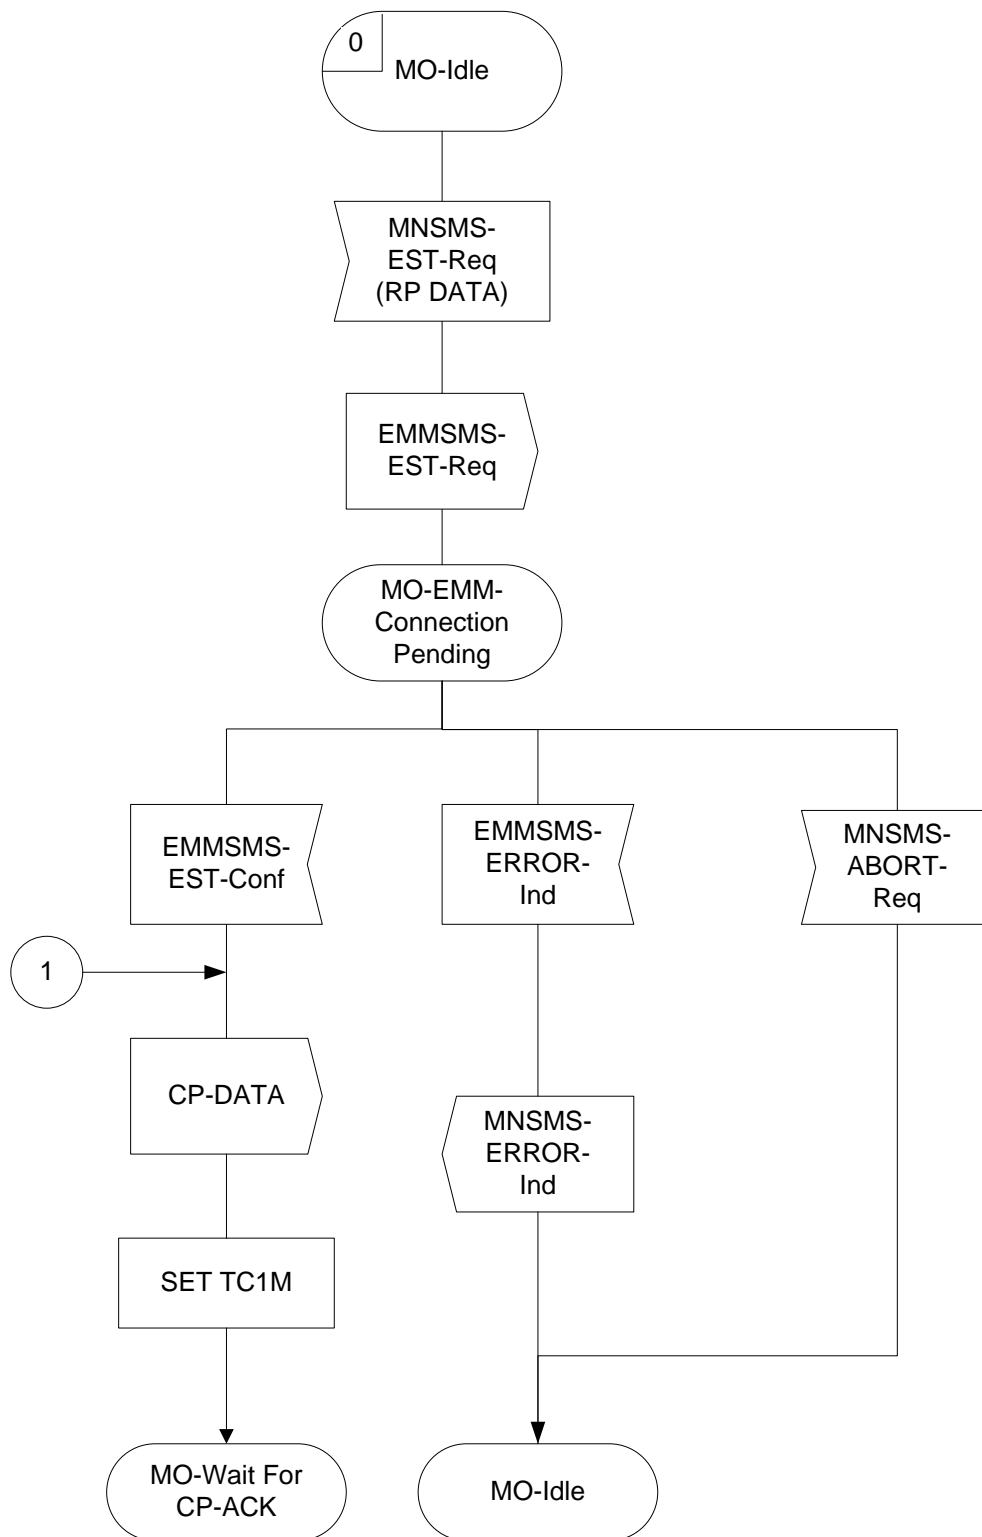 0
MO-Idle
MNSMS-
EST-Req
(RP DATA)
EMMSMS-
EST-Req
MO-EMM-
Connection
Pending
EMMSMS-
EST-Conf
EMMSMS-
ERROR-
Ind
MNSMS-
ABORT-
Req
1
CP-DATA
MNSMS-
ERROR-
Ind
SET TC1M
MO-Wait For
CP-ACK
MO-Idle